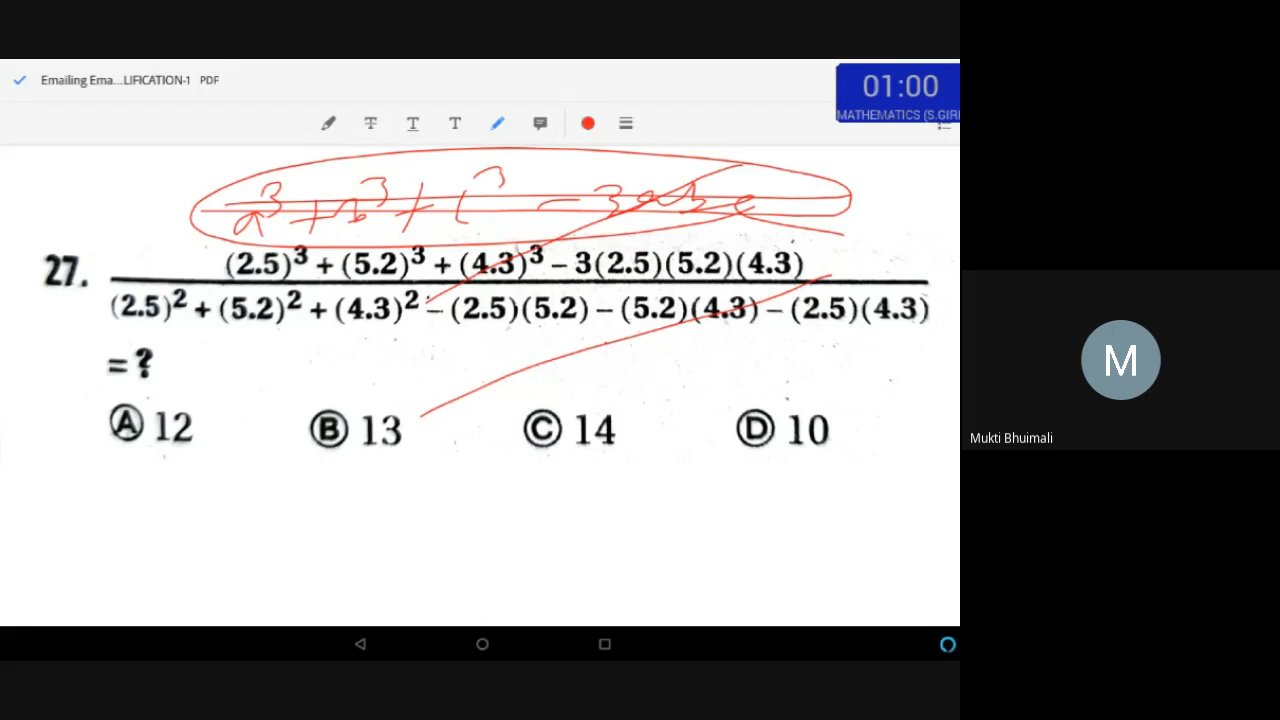 Emailing Ema...LIFICATION-1 PDF
01:00
MATHEMATICS (S.GIRI
a³ + b³ + c³ - 3abc
27. (2.5)³ + (5.2)³ + (4.3)³ − 3(2.5)(5.2)(4.3)
(2.5)² + (5.2)² + (4.3)² − (2.5)(5.2) − (5.2)(4.3) − (2.5)(4.3)
= ?
Ⓐ 12 Ⓑ 13 Ⓒ 14 Ⓓ 10
M
Mukti Bhuimali